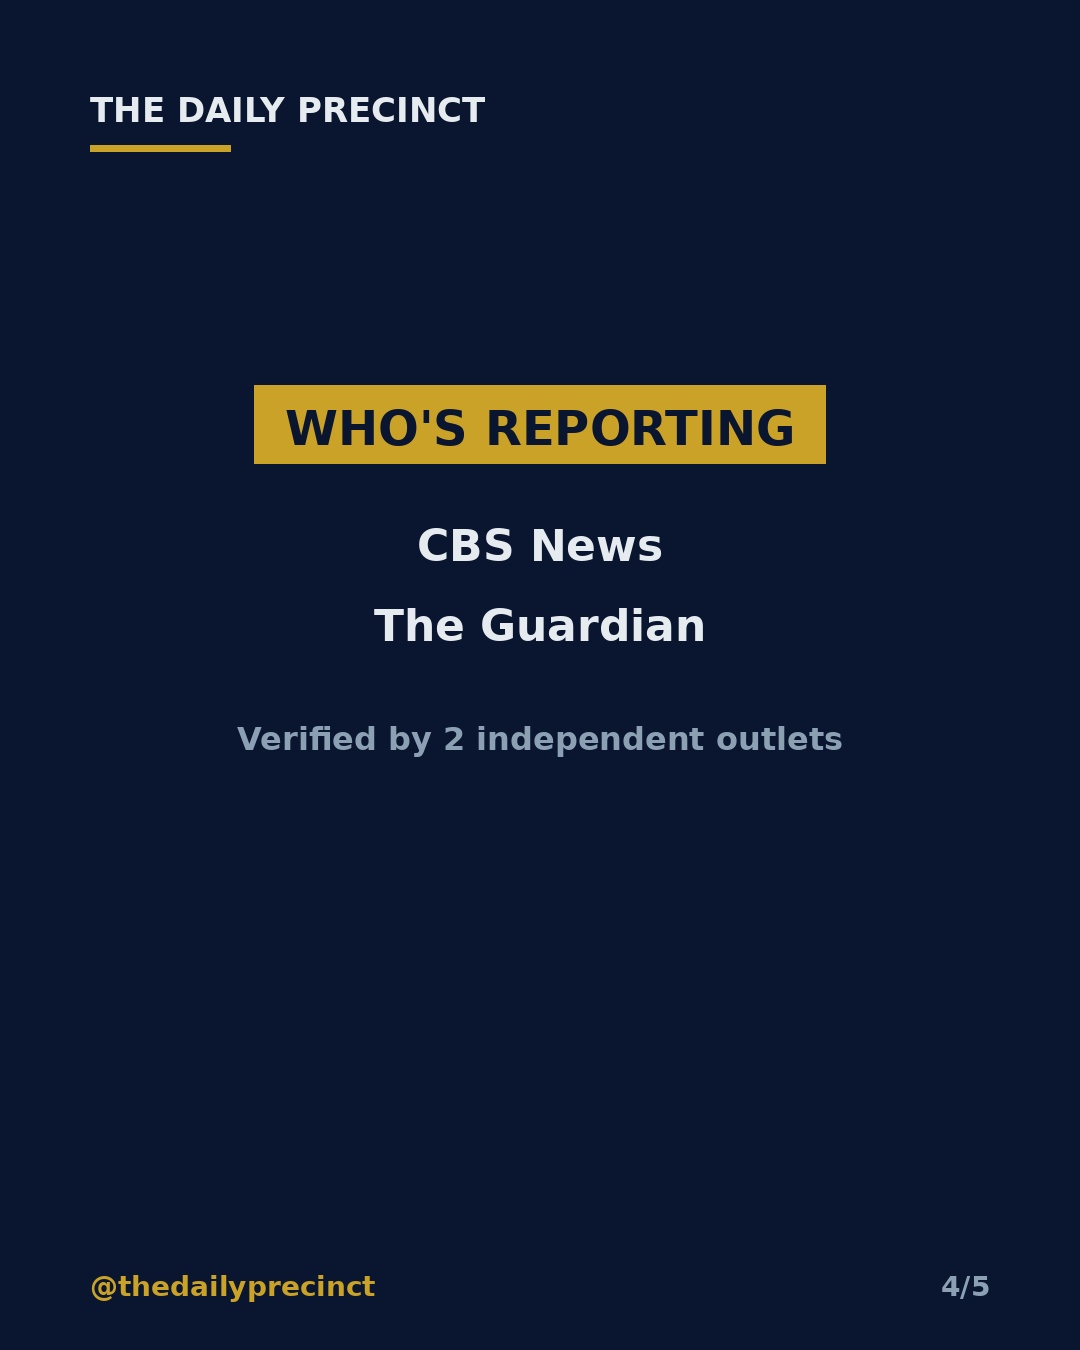 THE DAILY PRECINCT
WHO'S REPORTING
CBS News
The Guardian
Verified by 2 independent outlets
@thedailyprecinct
4/5